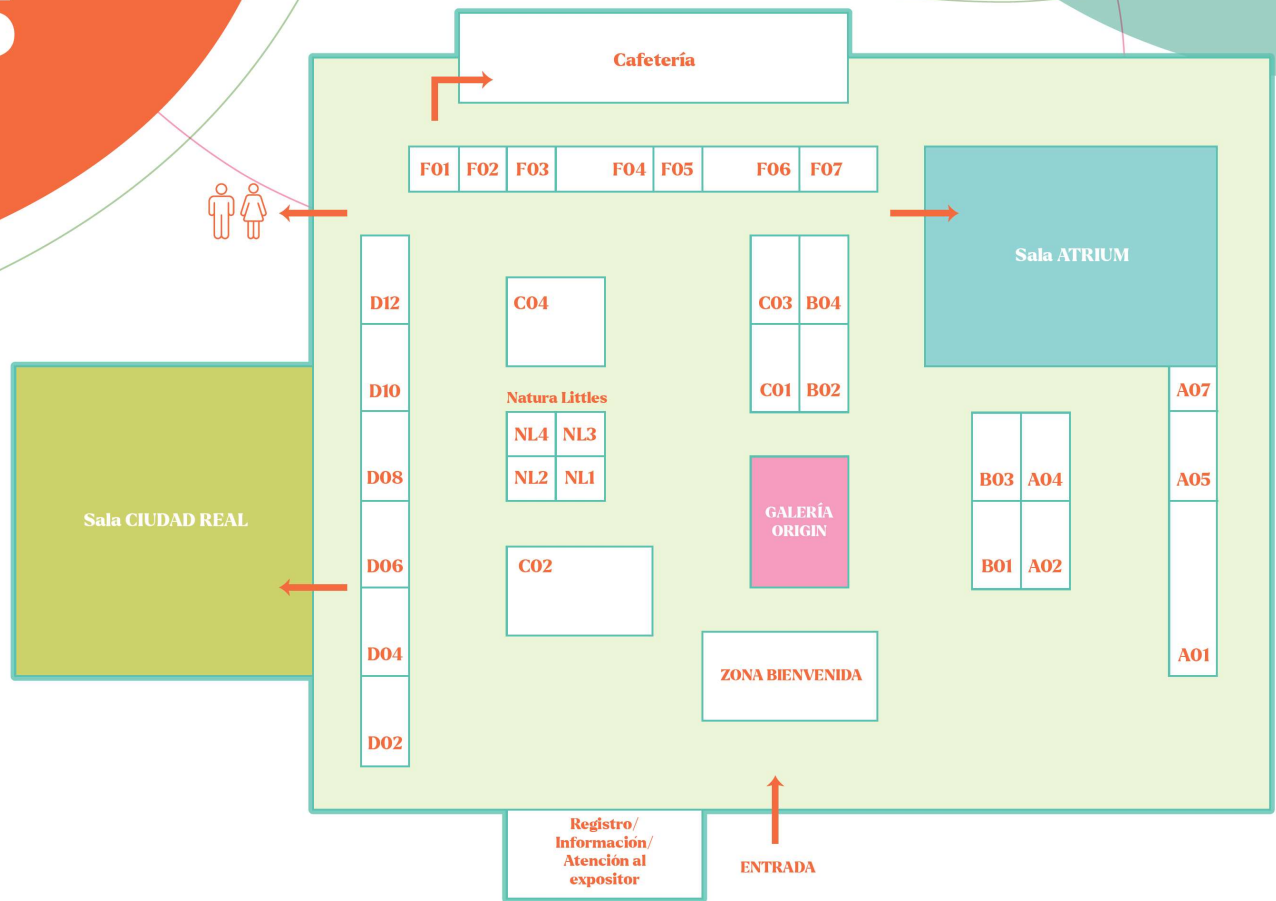 Cafetería
F01 F02 F03 F04 F05 F06 F07
Sala ATRIUM
D12
C04
C03 B04
D10
C01 B02
A07
Natura Littles
NL4 NL3
D08
NL2 NL1
B03 A04
A05
Sala CIUDAD REAL
GALERÍA
ORIGIN
D06
C02
B01 A02
D04
A01
ZONA BIENVENIDA
D02
Registro/
Información/
Atención al
expositor
ENTRADA